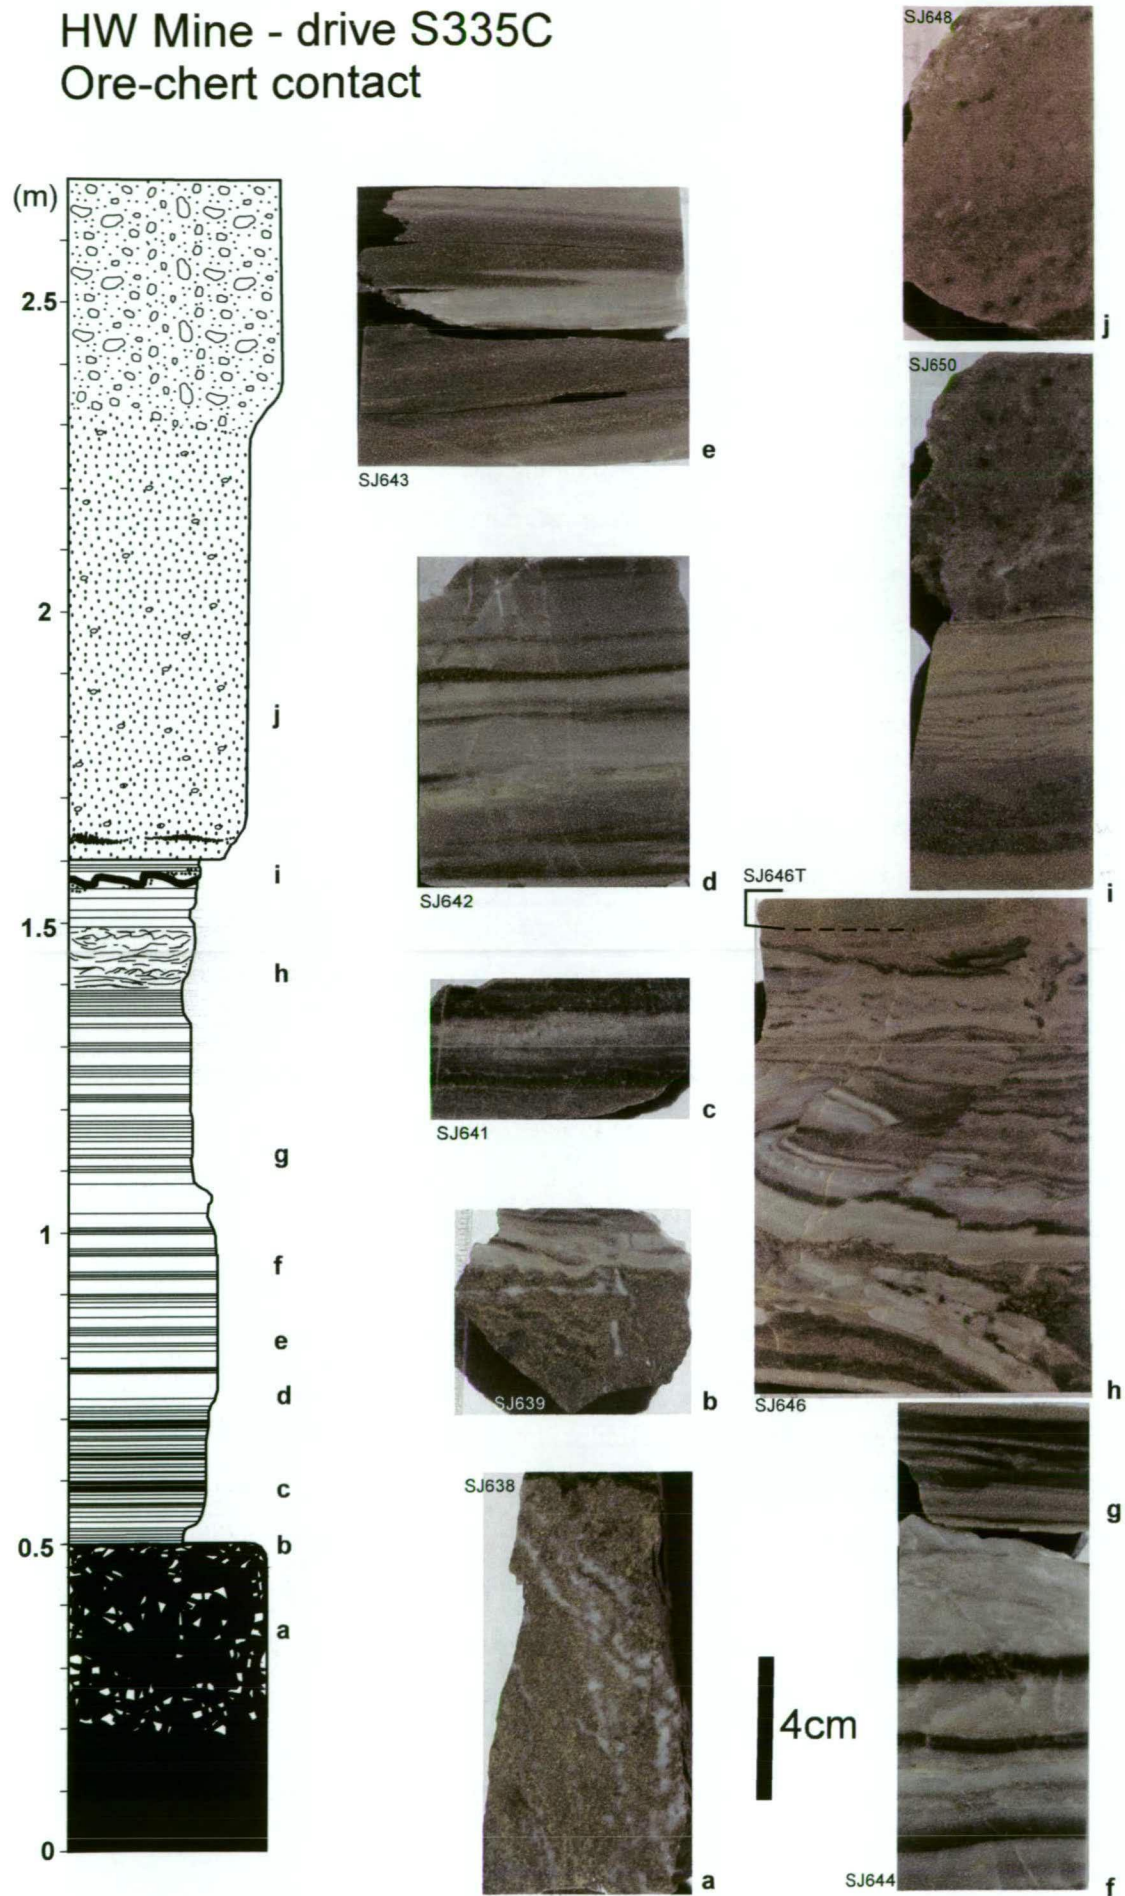 HW Mine - drive S335C
Ore-chert contact
(m)
2.5
2
1.5
1
0.5
0
j
i
h
g
f
e
d
c
b
a
e
SJ643
d
SJ642
c
SJ641
SJ639
b
SJ638
a
SJ648
j
SJ650
i
SJ646T
h
SJ646
g
4cm
SJ644
f